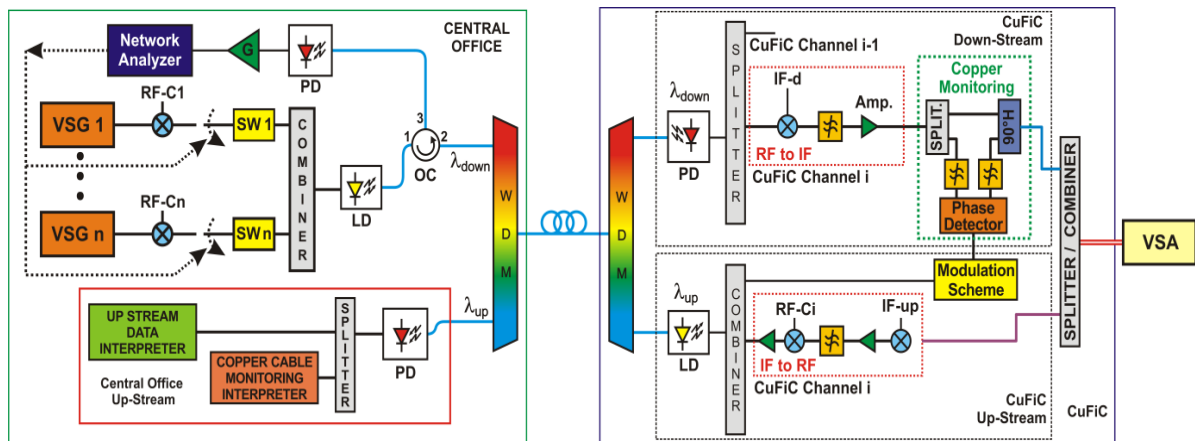 CENTRAL
OFFICE
Network
Analyzer
G
PD
RF-C1
VSG 1
SW 1
RF-Cn
VSG n
SW n
COMBINER
LD
3
1
2
OC
λdown
λup
WDM
UP STREAM
DATA
INTERPRETER
COPPER CABLE
MONITORING
INTERPRETER
Central Office
Up-Stream
SPLITTER
PD
WDM
CuFiC
Down-Stream
λdown
PD
SPLITTER
CuFiC Channel i-1
IF-d
Amp.
RF to IF
CuFiC Channel i
Copper
Monitoring
SPLIT.
90°H
Phase
Detector
Modulation
Scheme
λup
LD
COMBINER
RF-Ci
IF-up
IF to RF
CuFiC Channel i
CuFiC
Up-Stream
CuFiC
SPLITTER / COMBINER
VSA